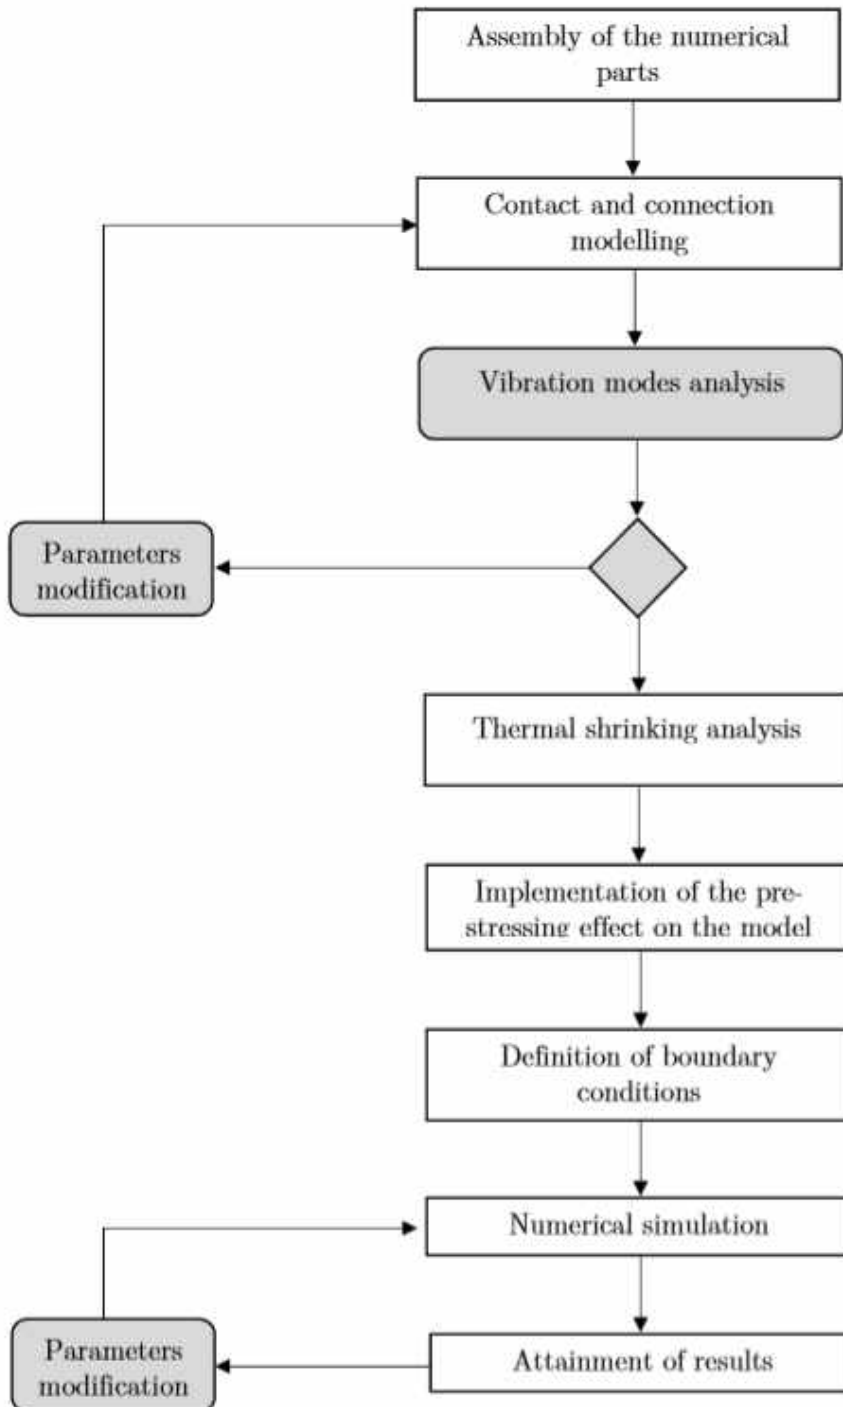 Assembly of the numerical
parts
Contact and connection
modelling
Vibration modes analysis
Parameters
modification
Thermal shrinking analysis
Implementation of the pre-
stressing effect on the model
Definition of boundary
conditions
Numerical simulation
Parameters
modification
Attainment of results